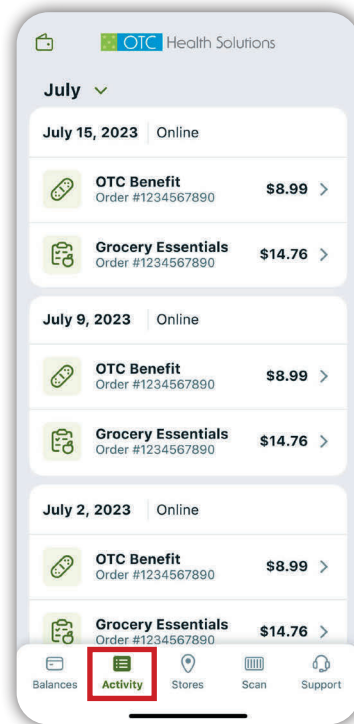 OTC Health Solutions
July
July 15, 2023 Online
OTC Benefit $8.99
Order #1234567890
Grocery Essentials $14.76
Order #1234567890
July 9, 2023 Online
OTC Benefit $8.99
Order #1234567890
Grocery Essentials $14.76
Order #1234567890
July 2, 2023 Online
OTC Benefit $8.99
Order #1234567890
Grocery Essentials $14.76
Order #1234567890
Balances Activity Stores Scan Support